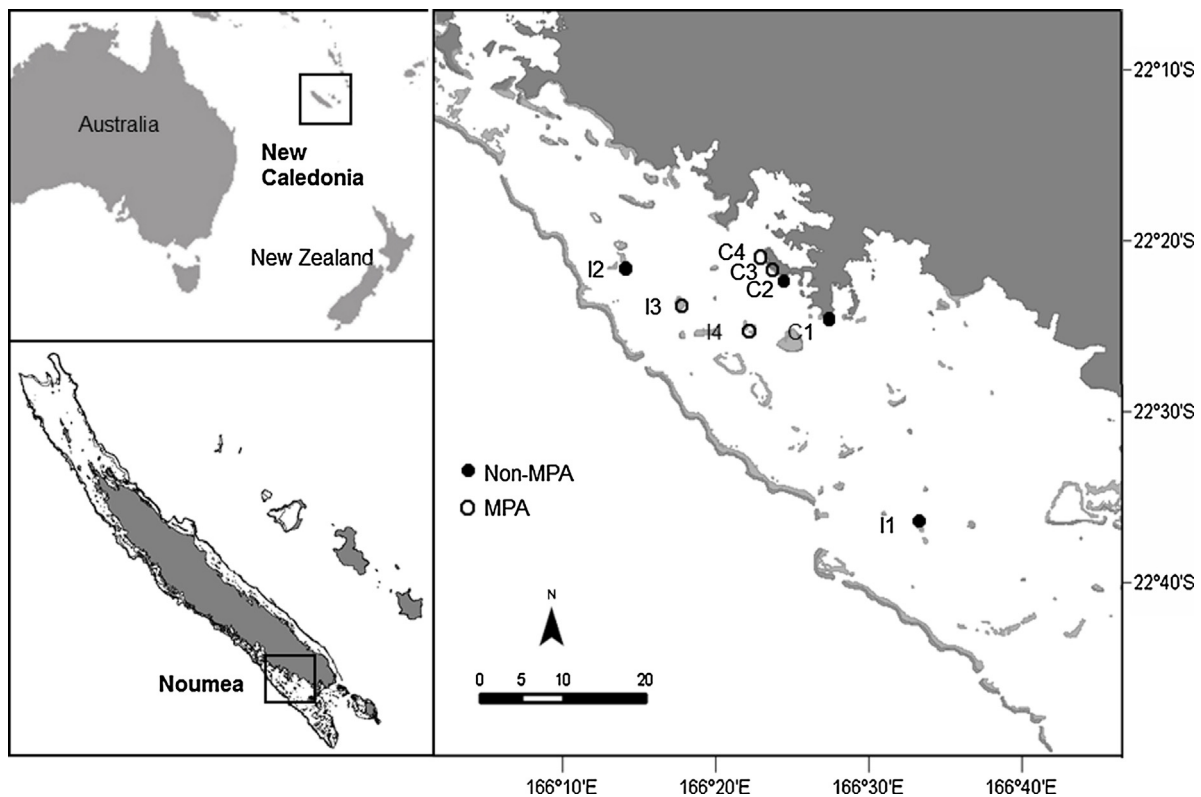 Australia
New
Caledonia
New Zealand
Noumea
22°10'S
22°20'S
22°30'S
22°40'S
C4
C3
C2
I2
I3
I4
C1
I1
Non-MPA
MPA
N
0 5 10 20
166°10'E 166°20'E 166°30'E 166°40'E